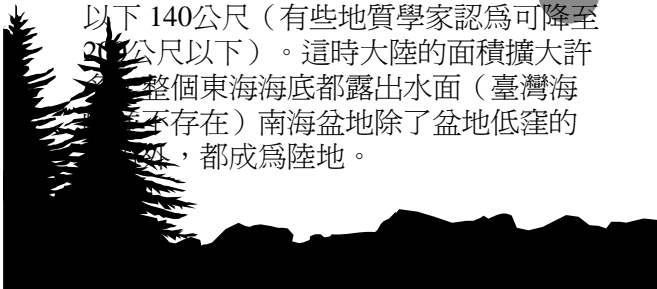 以下 140公尺（有些地質學家認爲可降至
公尺以下）。這時大陸的面積擴大許
整個東海海底都露出水面（臺灣海
不存在）南海盆地除了盆地低窪的
，都成爲陸地。